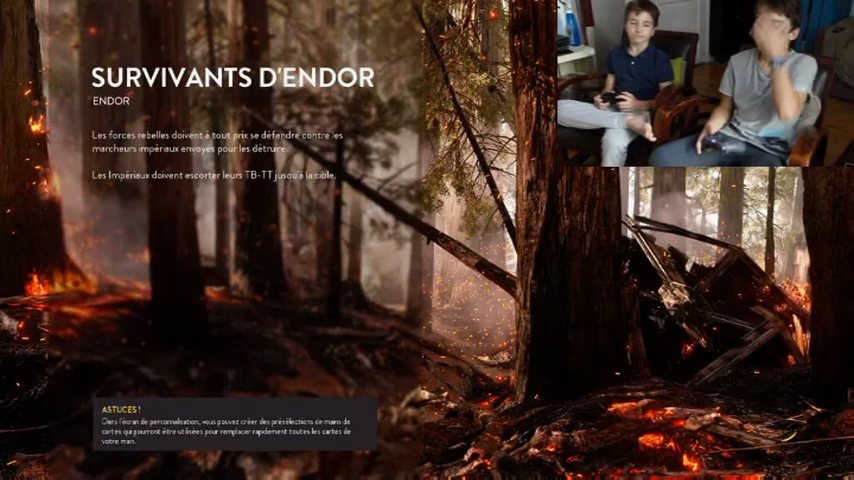 SURVIVANTS D'ENDOR
ENDOR
Les forces rebelles doivent à tout prix se défendre contre les
marcheurs impériaux envoyés pour les détruire.
Les Impériaux doivent escorter leurs TB-TT jusqu'à la cible.
ASTUCES !
Dans l'écran de personnalisation, vous pouvez créer des présélections de mains de
cartes qui pourront être utilisées pour remplacer rapidement toutes les cartes de
votre main.